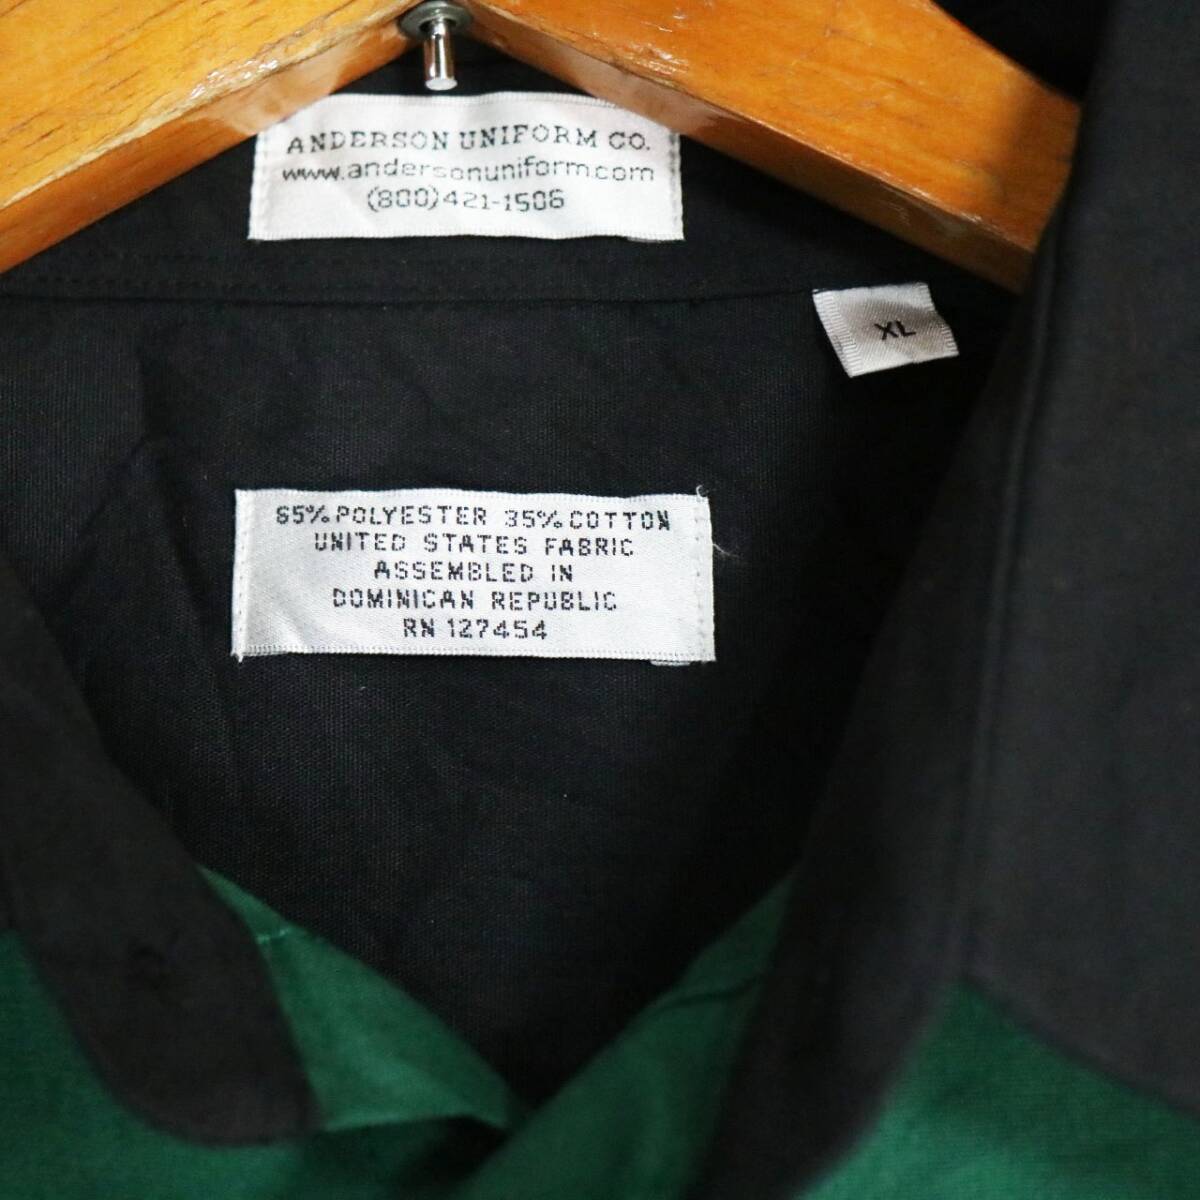 ANDERSON UNIFORM CO.
www.andersonuniform.com
(800)421-1506
XL
65% POLYESTER 35% COTTON
UNITED STATES FABRIC
ASSEMBLED IN
DOMINICAN REPUBLIC
RN 127454